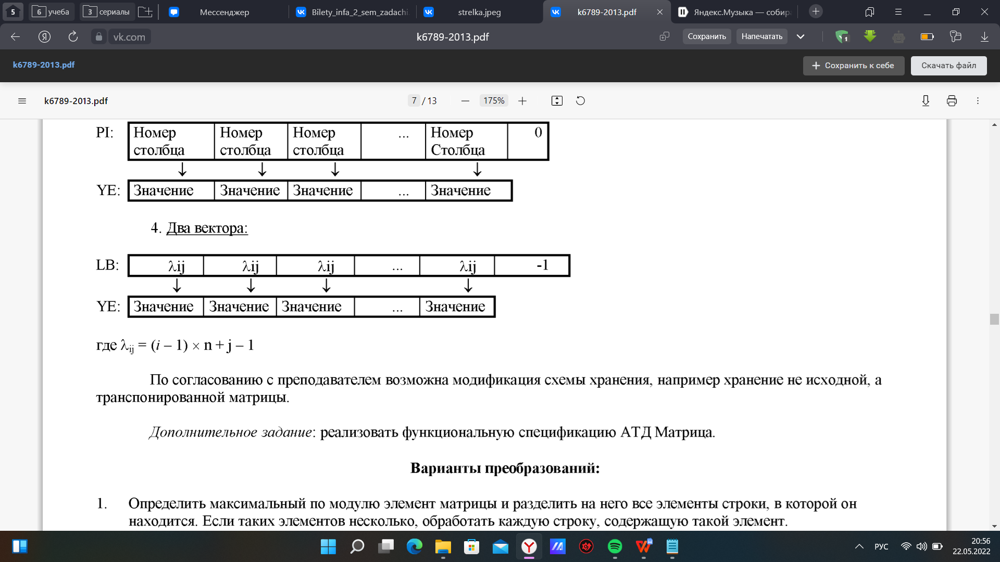 5
6 учеба
3 сериалы
Мессенджер
Bilety_infa_2_sem_zadachi.
strelka.jpeg
k6789-2013.pdf
Яндекс.Музыка — собира
vk.com
k6789-2013.pdf
Сохранить
Напечатать
1
k6789-2013.pdf
Сохранить к себе
Скачать файл
k6789-2013.pdf
7 / 13
175%
PI: Номер столбца Номер столбца Номер столбца ... Номер Столбца 0
↓ ↓ ↓ ↓
YE: Значение Значение Значение ... Значение
4. Два вектора:
LB: λij λij λij ... λij -1
↓ ↓ ↓ ↓
YE: Значение Значение Значение ... Значение
где λij = (i – 1) × n + j – 1
По согласованию с преподавателем возможна модификация схемы хранения, например хранение не исходной, а
транспонированной матрицы.
Дополнительное задание: реализовать функциональную спецификацию АТД Матрица.
Варианты преобразований:
1. Определить максимальный по модулю элемент матрицы и разделить на него все элементы строки, в которой он
находится. Если таких элементов несколько, обработать каждую строку, содержащую такой элемент.
РУС
20:56
22.05.2022